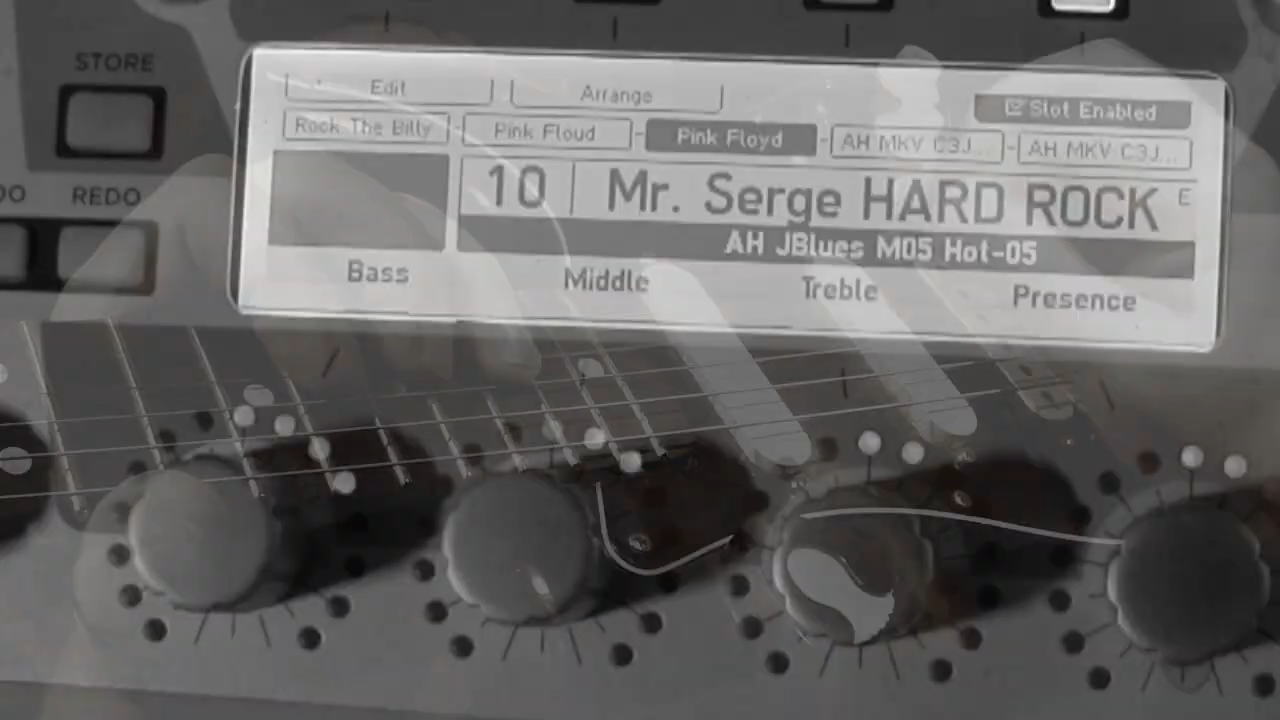 STORE
Edit
Arrange
Slot Enabled
Rock The Billy
Pink Floud
Pink Floyd
AH MKV C3J...
AH MKV C3J...
REDO
10 Mr. Serge HARD ROCK E
AH JBlues M05 Hot-05
Bass
Middle
Treble
Presence